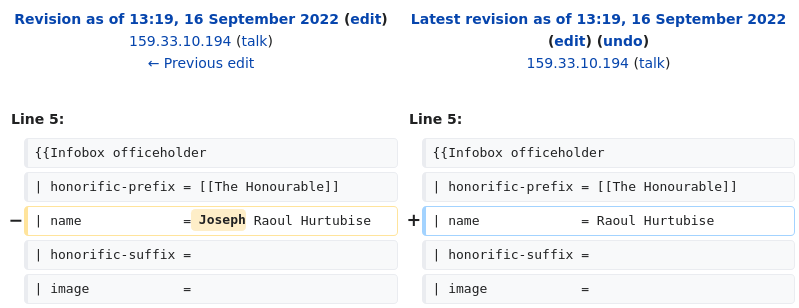 Revision as of 13:19, 16 September 2022 (edit)
159.33.10.194 (talk)
← Previous edit
Latest revision as of 13:19, 16 September 2022
(edit) (undo)
159.33.10.194 (talk)
Line 5:
Line 5:
{{Infobox officeholder
{{Infobox officeholder
| honorific-prefix = [[The Honourable]]
| honorific-prefix = [[The Honourable]]
− | name = Joseph Raoul Hurtubise
+ | name = Raoul Hurtubise
| honorific-suffix =
| honorific-suffix =
| image =
| image =